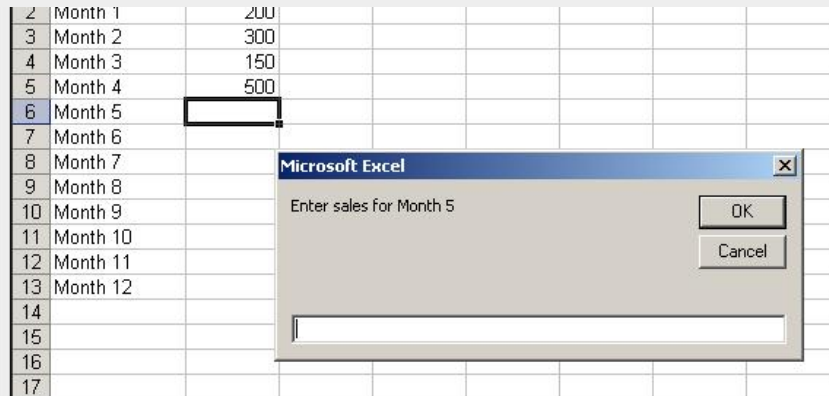 2 Month 1 200
3 Month 2 300
4 Month 3 150
5 Month 4 500
6 Month 5
7 Month 6
8 Month 7
9 Month 8
10 Month 9
11 Month 10
12 Month 11
13 Month 12
14
15
16
17
Microsoft Excel
Enter sales for Month 5
OK
Cancel